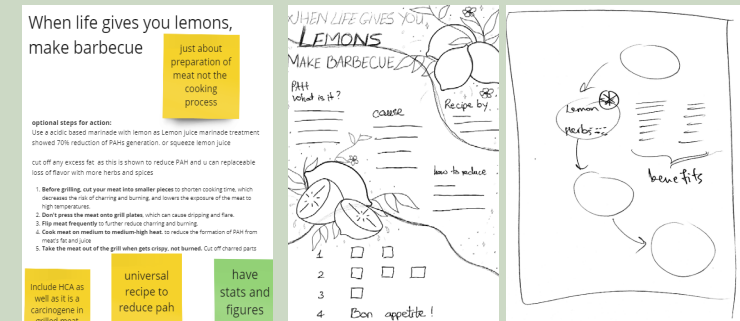 When life gives you lemons,
make barbecue
just about
preparation of
meat not the
cooking
process
optional steps for action:
Use a acidic based marinade with lemon as Lemon juice marinade treatment
showed 70% reduction of PAHs generation. or squeeze lemon juice
cut off any excess fat as this is shown to reduce PAH and u can replaceable
loss of flavor with more herbs and spices
1. Before grilling, cut your meat into smaller pieces to shorten cooking time, which
decreases the risk of charring and burning, and lowers the exposure of the meat to
high temperatures.
2. Don't press the meat onto grill plates, which can cause dripping and flare.
3. Flip meat frequently to further reduce charring and burning.
4. Cook meat on medium to medium-high heat, to reduce the formation of PAH from
meat's fat and juice
5. Take the meat out of the grill when gets crispy, not burned. Cut off charred parts
Include HCA as
well as it is a
carcinogene in
grilled meat
universal
recipe to
reduce pah
have
stats and
figures
WHEN LIFE GIVES YOU
LEMONS
MAKE BARBECUE
PAH
what is it?
cause
Recipe by
how to reduce
1
2
3
4 Bon appetite!
Lemon
Herbs
benefits